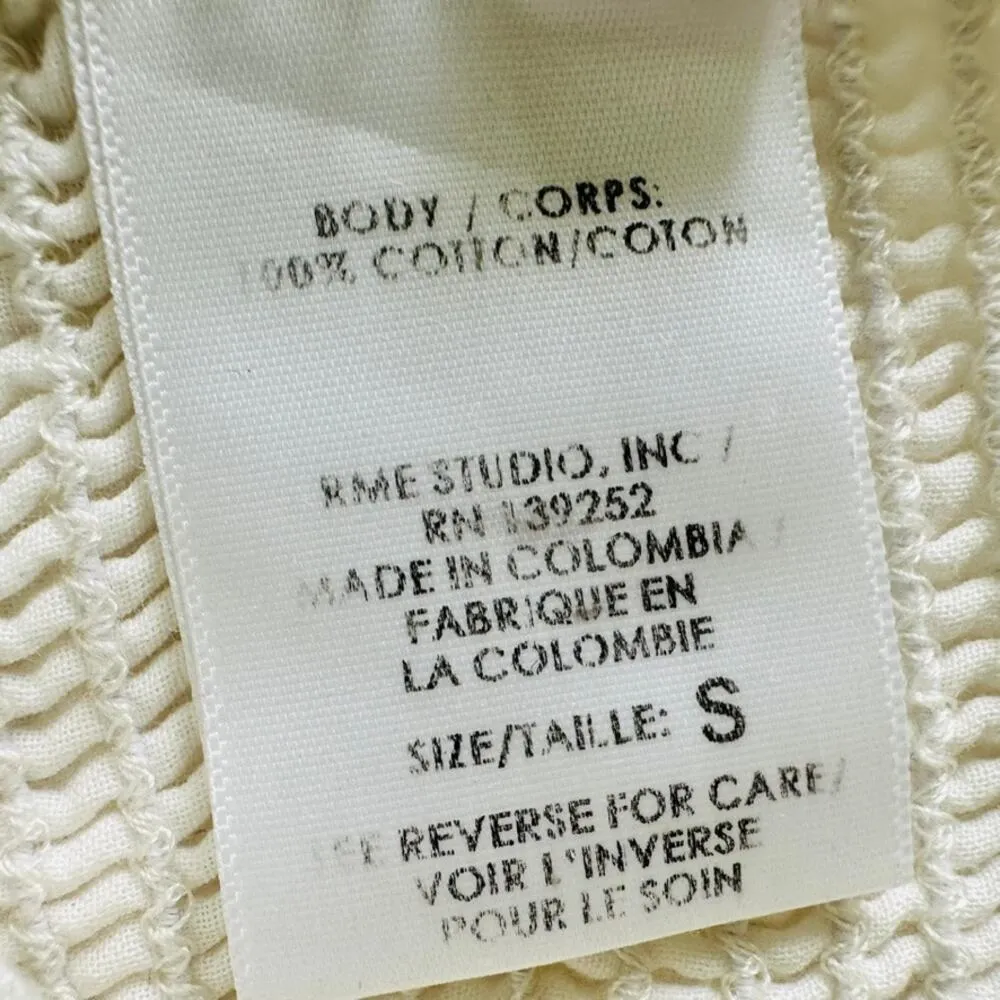 BODY / CORPS:
100% COTTON/COTON
RME STUDIO, INC /
RN 139252
MADE IN COLOMBIA /
FABRIQUE EN
LA COLOMBIE
SIZE/TAILLE: S
SEE REVERSE FOR CARE/
VOIR L'INVERSE
POUR LE SOIN